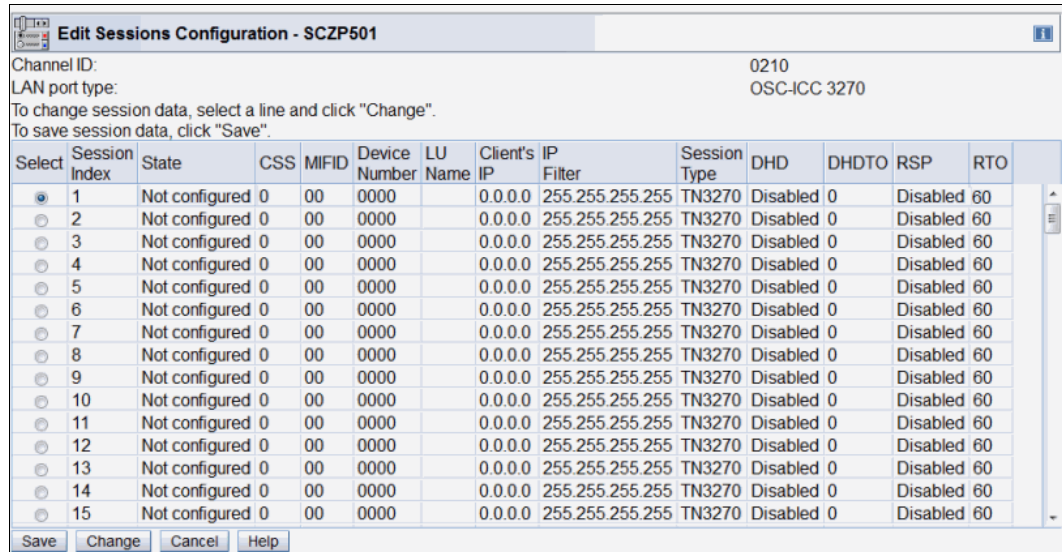 Edit Sessions Configuration - SCZP501
Channel ID: 0210
LAN port type: OSC-ICC 3270
To change session data, select a line and click "Change".
To save session data, click "Save".
Select Session Index State CSS MIFID Device Number LU Name Client's IP IP Filter Session Type DHD DHDTO RSP RTO
1 Not configured 0 00 0000 0.0.0.0 255.255.255.255 TN3270 Disabled 0 Disabled 60
2 Not configured 0 00 0000 0.0.0.0 255.255.255.255 TN3270 Disabled 0 Disabled 60
3 Not configured 0 00 0000 0.0.0.0 255.255.255.255 TN3270 Disabled 0 Disabled 60
4 Not configured 0 00 0000 0.0.0.0 255.255.255.255 TN3270 Disabled 0 Disabled 60
5 Not configured 0 00 0000 0.0.0.0 255.255.255.255 TN3270 Disabled 0 Disabled 60
6 Not configured 0 00 0000 0.0.0.0 255.255.255.255 TN3270 Disabled 0 Disabled 60
7 Not configured 0 00 0000 0.0.0.0 255.255.255.255 TN3270 Disabled 0 Disabled 60
8 Not configured 0 00 0000 0.0.0.0 255.255.255.255 TN3270 Disabled 0 Disabled 60
9 Not configured 0 00 0000 0.0.0.0 255.255.255.255 TN3270 Disabled 0 Disabled 60
10 Not configured 0 00 0000 0.0.0.0 255.255.255.255 TN3270 Disabled 0 Disabled 60
11 Not configured 0 00 0000 0.0.0.0 255.255.255.255 TN3270 Disabled 0 Disabled 60
12 Not configured 0 00 0000 0.0.0.0 255.255.255.255 TN3270 Disabled 0 Disabled 60
13 Not configured 0 00 0000 0.0.0.0 255.255.255.255 TN3270 Disabled 0 Disabled 60
14 Not configured 0 00 0000 0.0.0.0 255.255.255.255 TN3270 Disabled 0 Disabled 60
15 Not configured 0 00 0000 0.0.0.0 255.255.255.255 TN3270 Disabled 0 Disabled 60
Save Change Cancel Help